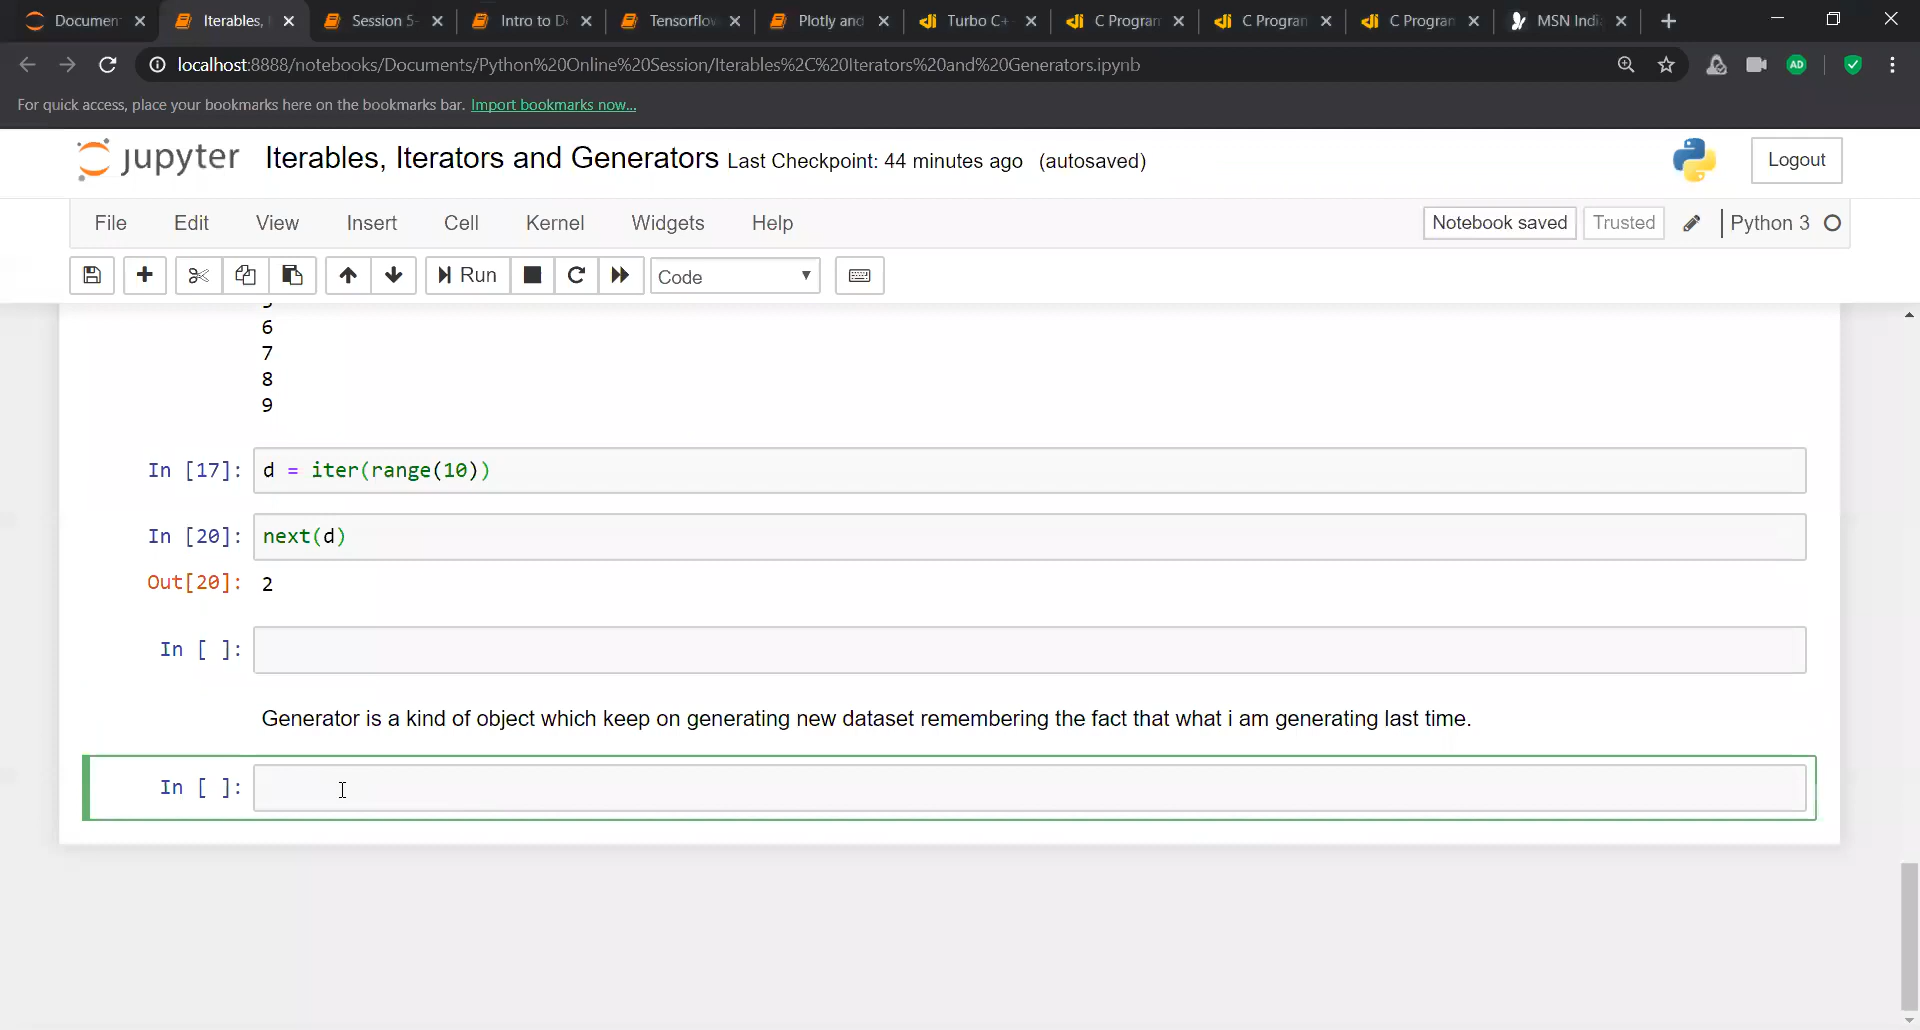 Documen
Iterables,
Session 5-
Intro to D
Tensorflow
Plotly and
Turbo C+
C Program
C Program
C Program
MSN Indi
localhost:8888/notebooks/Documents/Python%20Online%20Session/Iterables%2C%20Iterators%20and%20Generators.ipynb
AD
For quick access, place your bookmarks here on the bookmarks bar. Import bookmarks now...
jupyter Iterables, Iterators and Generators Last Checkpoint: 44 minutes ago (autosaved)
Logout
File Edit View Insert Cell Kernel Widgets Help
Notebook saved Trusted Python 3
Run Code
6
7
8
9
In [17]: d = iter(range(10))
In [20]: next(d)
Out[20]: 2
In [ ]:
Generator is a kind of object which keep on generating new dataset remembering the fact that what i am generating last time.
In [ ]: